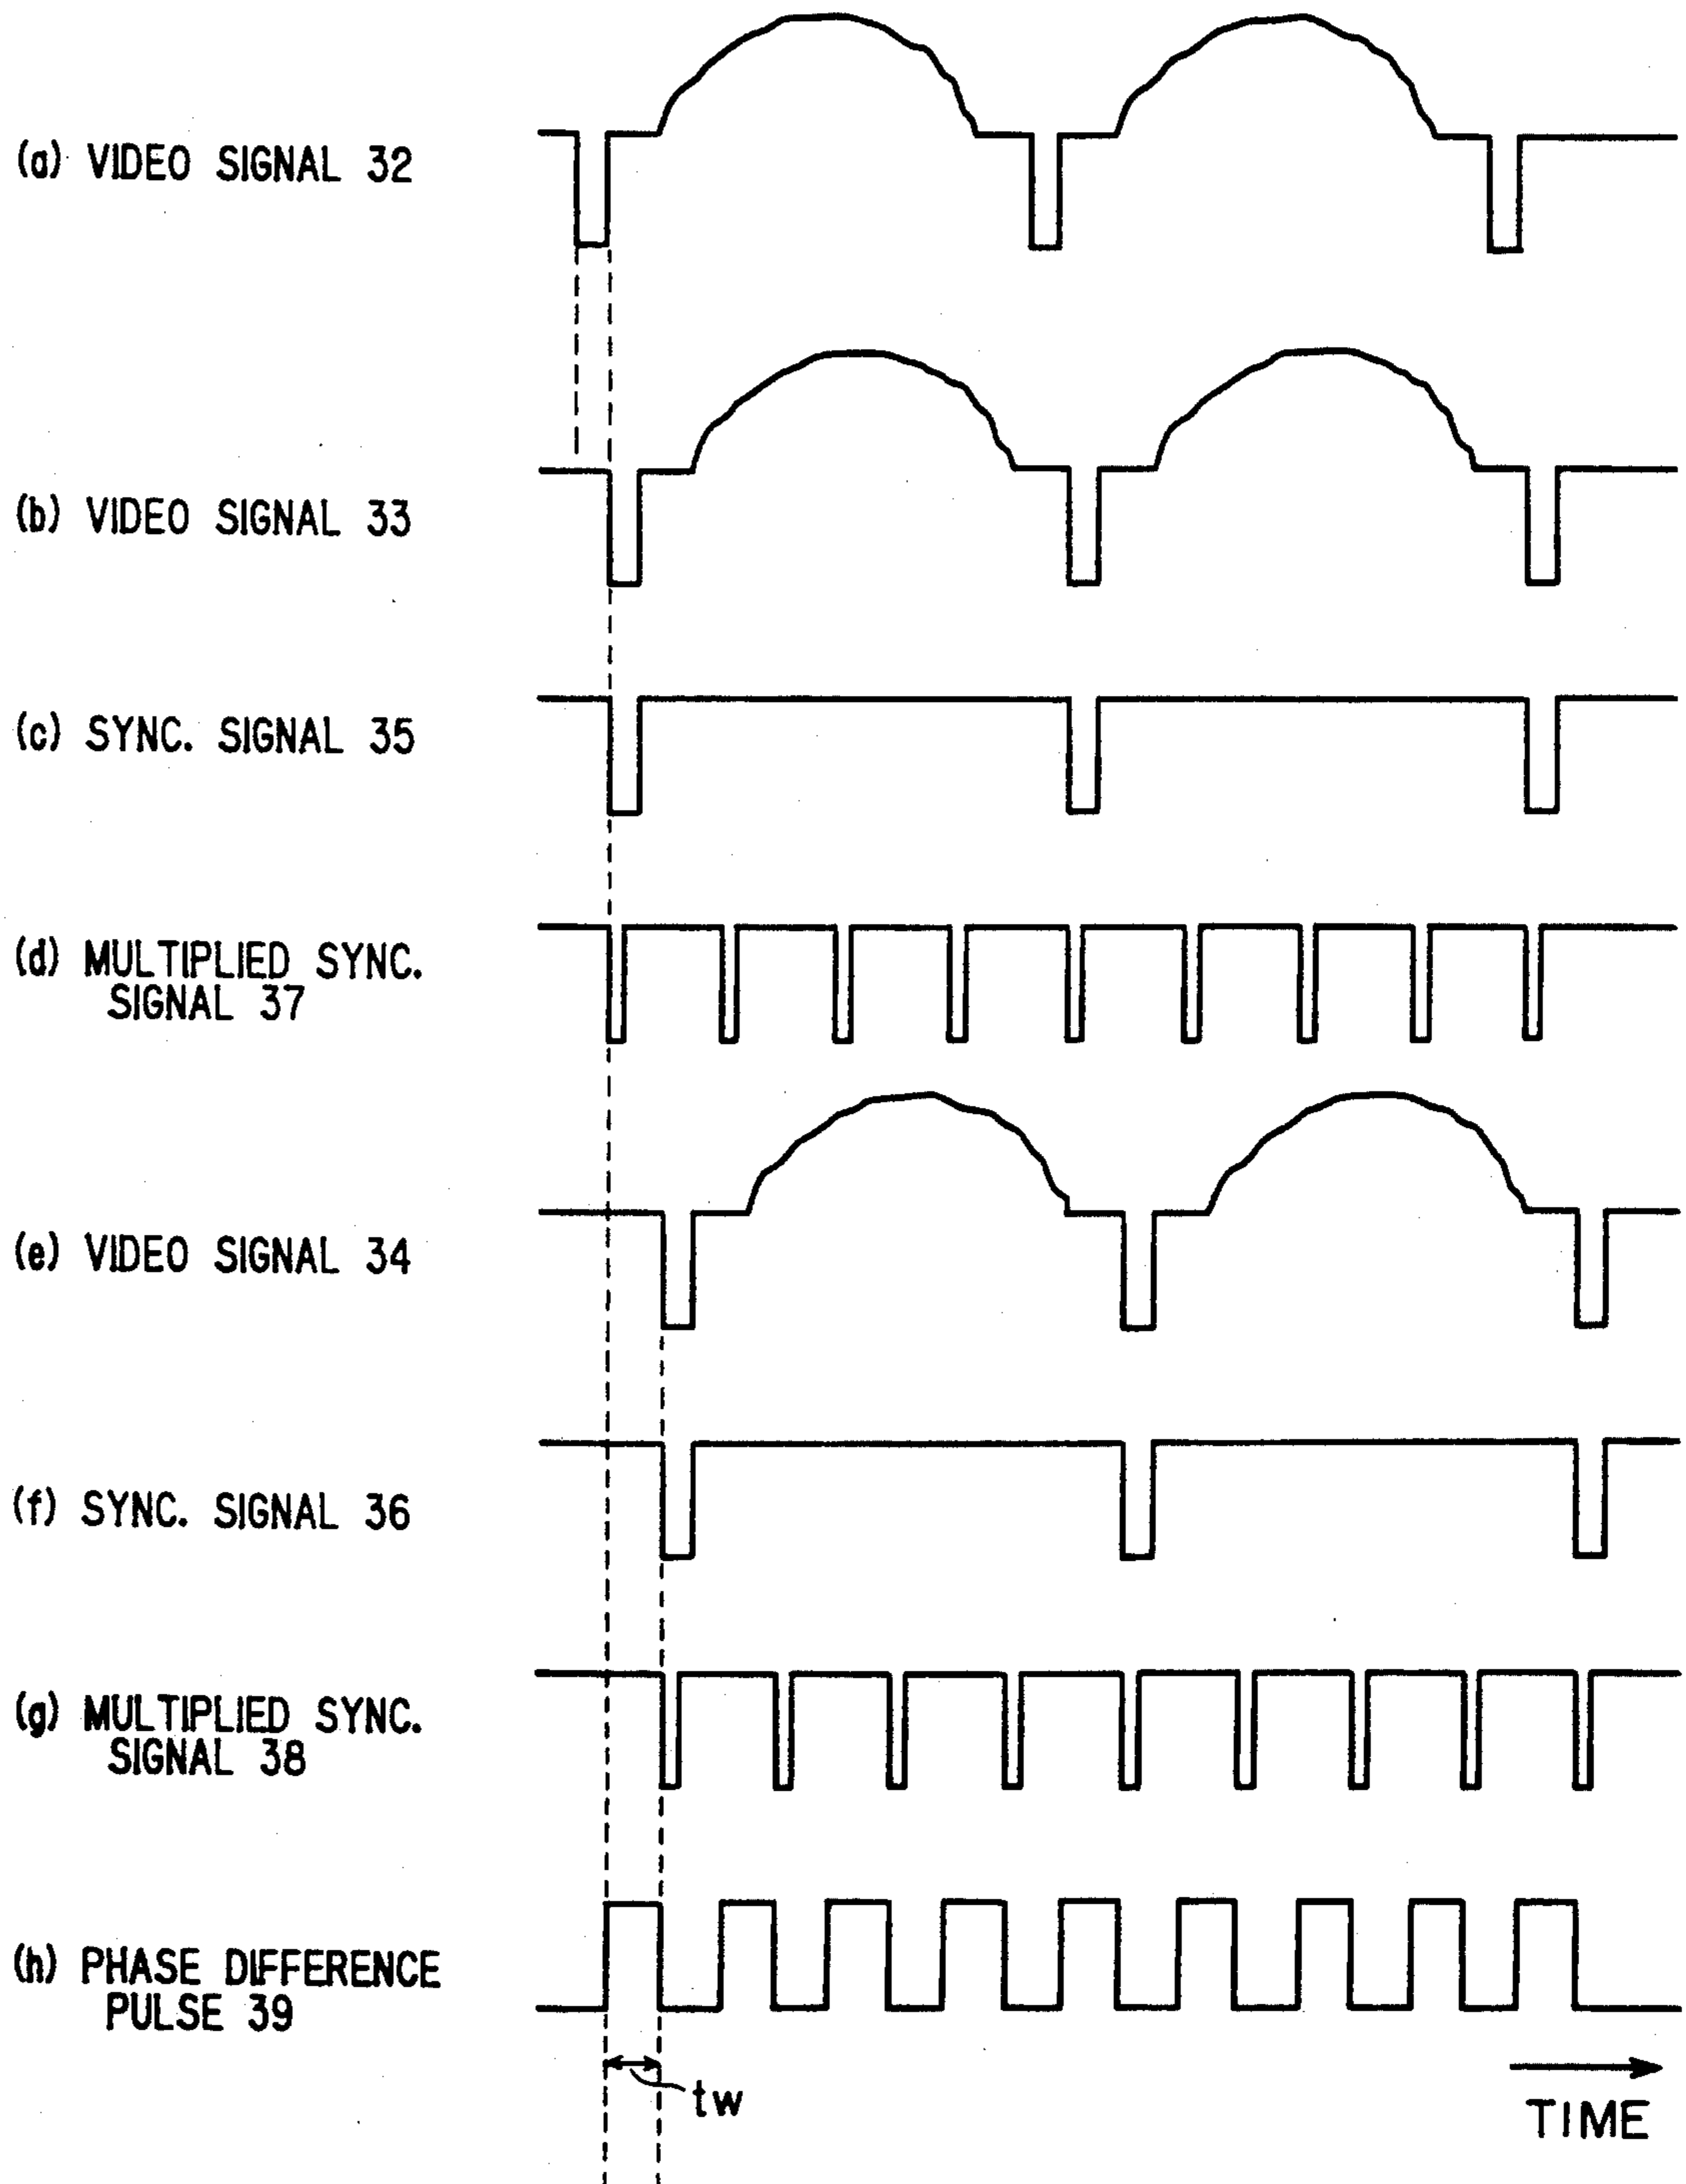 (a) VIDEO SIGNAL 32
(b) VIDEO SIGNAL 33
(c) SYNC. SIGNAL 35
(d) MULTIPLIED SYNC.
SIGNAL 37
(e) VIDEO SIGNAL 34
(f) SYNC. SIGNAL 36
(g) MULTIPLIED SYNC.
SIGNAL 38
(h) PHASE DIFFERENCE
PULSE 39
tw
TIME